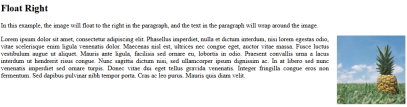 Float Right
In this example, the image will float to the right in the paragraph, and the text in the paragraph will wrap around the image.
Lorem ipsum dolor sit amet, consectetur adipiscing elit. Phasellus imperdiet, nulla et dictum interdum, nisi lorem egestas odio,
vitae scelerisque enim ligula venenatis dolor. Maecenas nisl est, ultrices nec congue eget, auctor vitae massa. Fusce luctus
vestibulum augue ut aliquet. Mauris ante ligula, facilisis sed ornare eu, lobortis in odio. Praesent convallis urna a lacus
interdum ut hendrerit risus congue. Nunc sagittis dictum nisi, sed ullamcorper ipsum dignissim ac. In at libero sed nunc
venenatis imperdiet sed ornare turpis. Donec vitae dui eget tellus gravida venenatis. Integer fringilla congue eros non
fermentum. Sed dapibus pulvinar nibh tempor porta. Cras ac leo purus. Mauris quis diam velit.